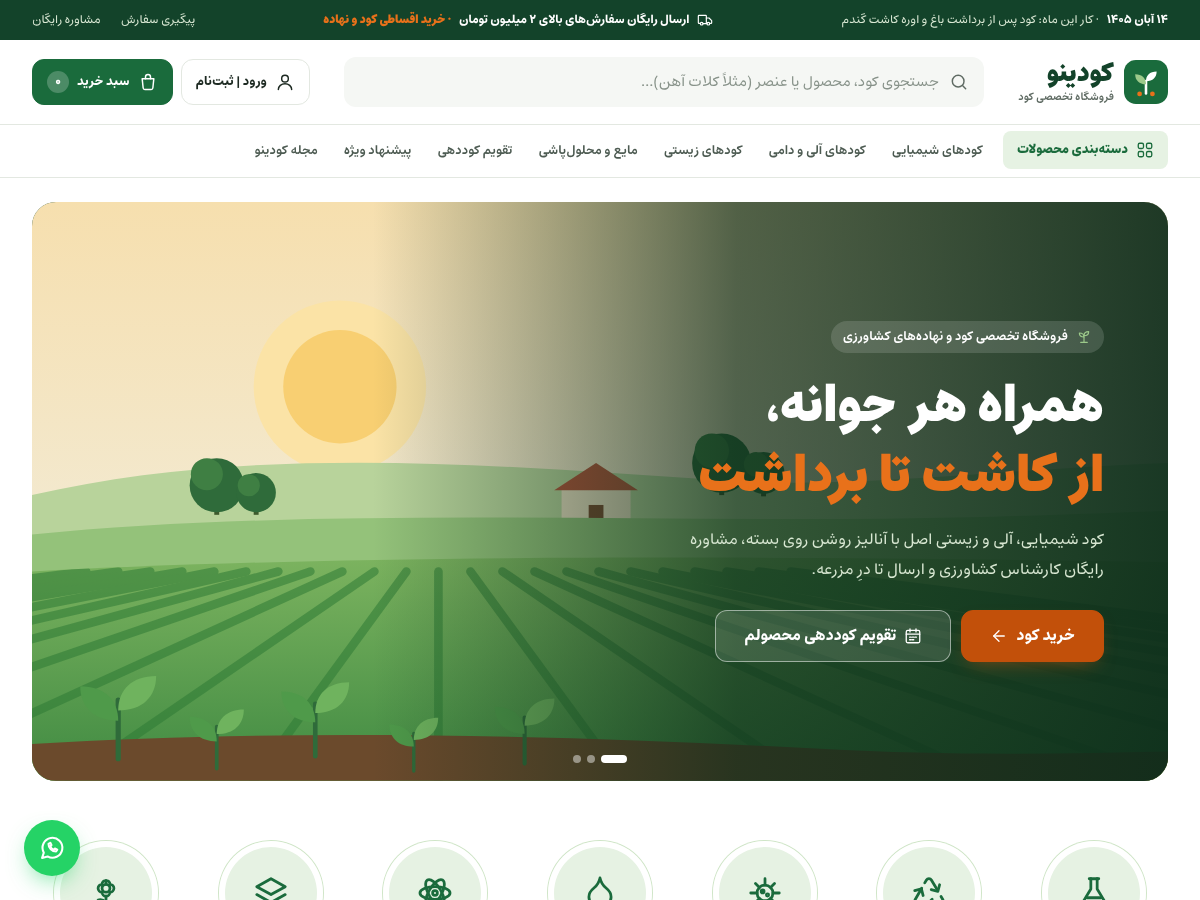 ۱۴ آبان ۱۴۰۵ · کار این ماه: کود پس از برداشت باغ و اوره کاشت گندم
ارسال رایگان سفارش‌های بالای ۲ میلیون تومان · خرید اقساطی کود و نهاده
پیگیری سفارش
مشاوره رایگان
کودینو
فروشگاه تخصصی کود
جستجوی کود، محصول یا عنصر (مثلاً کلات آهن)...
ورود | ثبت‌نام
سبد خرید ۰
دسته‌بندی محصولات
کودهای شیمیایی
کودهای آلی و دامی
کودهای زیستی
مایع و محلول‌پاشی
تقویم کوددهی
پیشنهاد ویژه
مجله کودینو
فروشگاه تخصصی کود و نهاده‌های کشاورزی
همراه هر جوانه،
از کاشت تا برداشت
کود شیمیایی، آلی و زیستی اصل با آنالیز روشن روی بسته، مشاوره
رایگان کارشناس کشاورزی و ارسال تا درِ مزرعه.
خرید کود
تقویم کوددهی محصولم